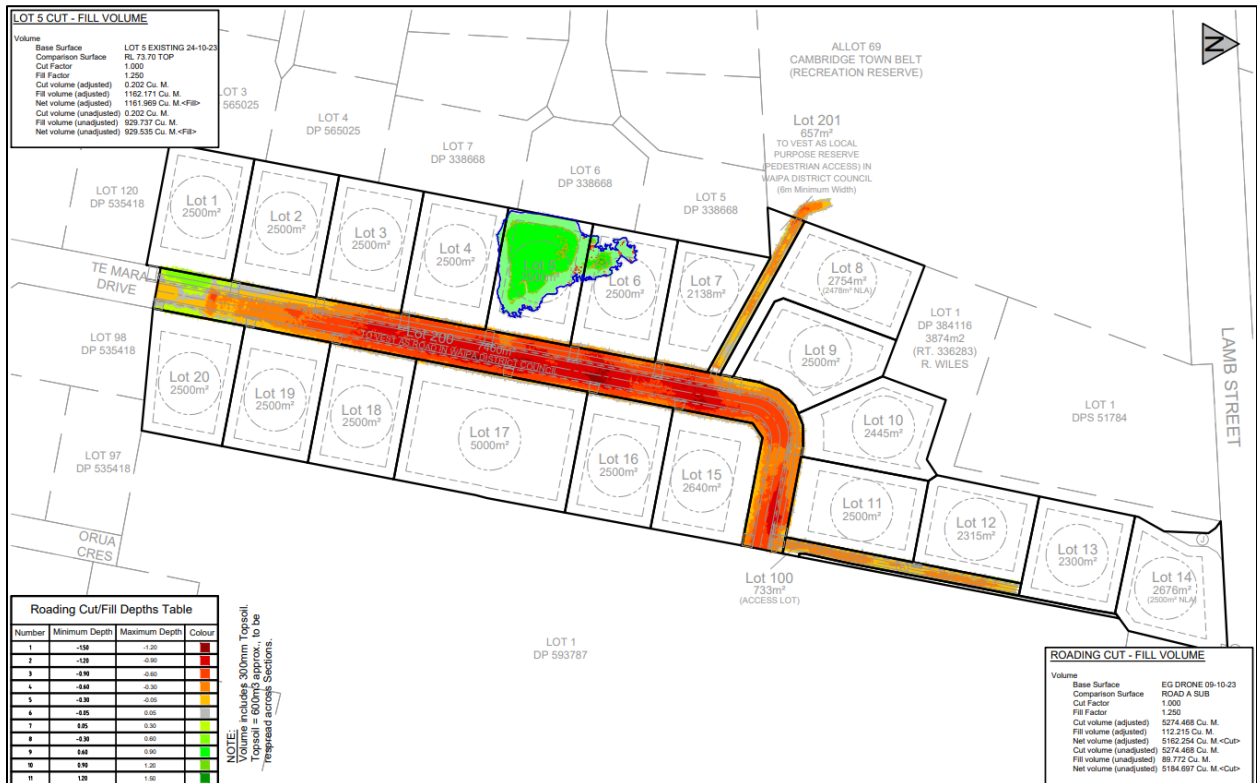 LOT 5 CUT - FILL VOLUME
Volume
Base Surface LOT 5 EXISTING 24-10-23
Comparison Surface RL 73.70 TOP
Cut Factor 1.000
Fill Factor 1.250
Cut volume (adjusted) 0.202 Cu. M.
Fill volume (adjusted) 1162.171 Cu. M.
Net volume (adjusted) 1161.969 Cu. M.<Fill>
Cut volume (unadjusted) 0.202 Cu. M.
Fill volume (unadjusted) 929.737 Cu. M.
Net volume (unadjusted) 929.535 Cu. M.<Fill>
LOT 3
565025
LOT 4
DP 565025
LOT 7
DP 338668
LOT 6
DP 338668
LOT 5
DP 338668
ALLOT 69
CAMBRIDGE TOWN BELT
(RECREATION RESERVE)
N
Lot 201
657m²
TO VEST AS LOCAL
PURPOSE RESERVE
(PEDESTRIAN ACCESS) IN
WAIPA DISTRICT COUNCIL
(6m Minimum Width)
LOT 120
DP 535418
Lot 1
2500m²
Lot 2
2500m²
Lot 3
2500m²
Lot 4
2500m²
Lot 5
Lot 6
2500m²
Lot 7
2138m²
Lot 8
2754m²
(2478m² NLA)
Lot 9
2500m²
LOT 1
DP 384116
3874m2
(RT. 336283)
R. WILES
LOT 1
DPS 51784
LAMB STREET
TE MARA
DRIVE
Lot 200
TO VEST AS ROAD IN WAIPA DISTRICT COUNCIL
LOT 98
DP 535418
Lot 20
2500m²
Lot 19
2500m²
Lot 18
2500m²
Lot 17
5000m²
Lot 16
2500m²
Lot 15
2640m²
Lot 10
2445m²
Lot 11
2500m²
Lot 12
2315m²
Lot 13
2300m²
Lot 14
2676m²
(2500m² NLA)
J
LOT 97
DP 535418
ORUA
CRES
Lot 100
733m²
(ACCESS LOT)
LOT 1
DP 593787
Roading Cut/Fill Depths Table
Number Minimum Depth Maximum Depth Colour
1 -1.50 -1.20
2 -1.20 -0.90
3 -0.90 -0.60
4 -0.60 -0.30
5 -0.30 -0.05
6 -0.05 0.05
7 0.05 0.30
8 -0.30 0.60
9 0.60 0.90
10 0.90 1.20
11 1.20 1.50
NOTE:
Volume includes 300mm Topsoil.
Topsoil = 600m3 approx., to be
respread across Sections.
ROADING CUT - FILL VOLUME
Volume
Base Surface EG DRONE 09-10-23
Comparison Surface ROAD A SUB
Cut Factor 1.000
Fill Factor 1.250
Cut volume (adjusted) 5274.468 Cu. M.
Fill volume (adjusted) 112.215 Cu. M.
Net volume (adjusted) 5162.254 Cu. M.<Cut>
Cut volume (unadjusted) 5274.468 Cu. M.
Fill volume (unadjusted) 89.772 Cu. M.
Net volume (unadjusted) 5184.697 Cu. M.<Cut>